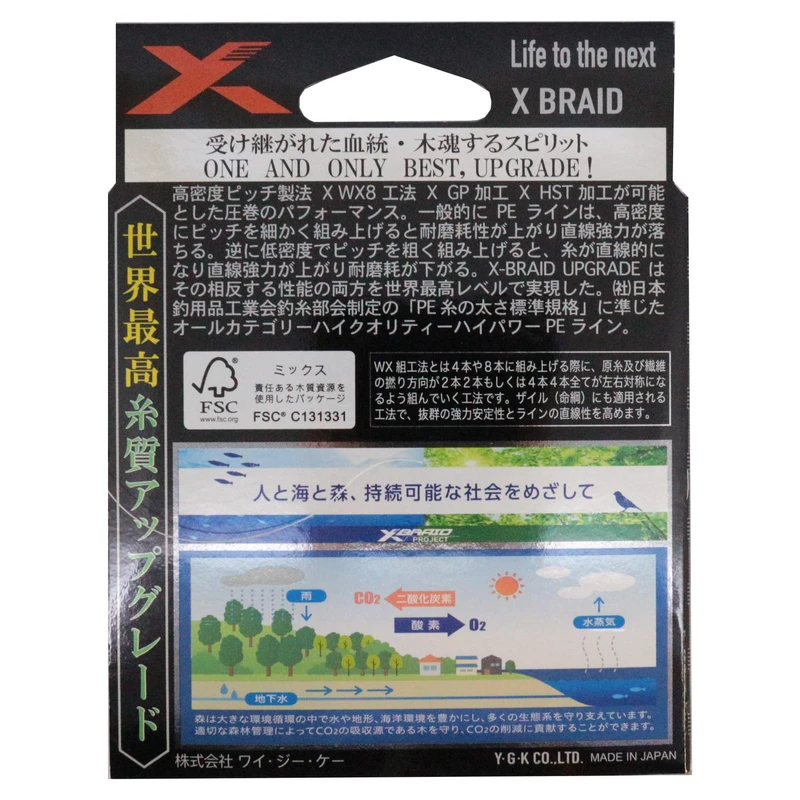 Life to the next
X BRAID
受け継がれた血統・木魂するスピリット
ONE AND ONLY BEST, UPGRADE!
世界最高糸質アップグレード
高密度ピッチ製法 X WX8 工法 X GP 加工 X HST 加工が可能
とした圧巻のパフォーマンス。一般的に PE ラインは、高密度
にピッチを細かく組み上げると耐磨耗性が上がり直線強力が落
ちる。逆に低密度でピッチを粗く組み上げると、糸が直線的に
なり直線強力が上がり耐磨耗が下がる。X-BRAID UPGRADE は
その相反する性能の両方を世界最高レベルで実現した。㈳日本
釣用品工業会釣糸部会制定の「PE 糸の太さ標準規格」に準じた
オールカテゴリーハイクオリティーハイパワー PE ライン。
FSC
www.fsc.org
ミックス
責任ある木質資源を
使用したパッケージ
FSC® C131331
WX 組工法とは4本や8本に組み上げる際に、原糸及び繊維
の撚り方向が2本2本もしくは4本4本全てが左右対称にな
るよう組んでいく工法です。ザイル(命綱)にも適用される
工法で、抜群の強力安定性とラインの直線性を高めます。
人と海と森、持続可能な社会をめざして
X-BRAID
PROJECT
雨
CO2
二酸化炭素
酸素
O2
水蒸気
地下水
森は大きな環境循環の中で水や地形、海洋環境を豊かにし、多くの生態系を守り支えています。
適切な森林管理によってCO2の吸収源である木を守り、CO2の削減に貢献することができます。
株式会社 ワイ・ジー・ケー
Y・G・K CO.,LTD. MADE IN JAPAN